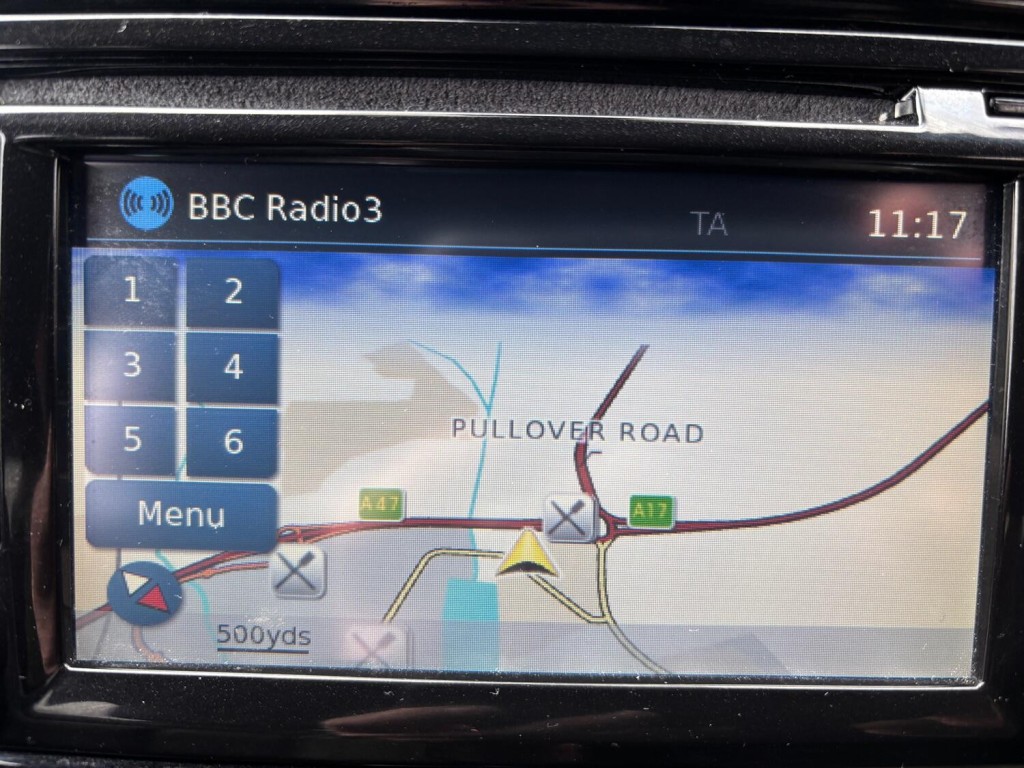 BBC Radio3
TA
11:17
1
2
3
4
5
6
Menu
PULLOVER ROAD
A47
A17
500yds